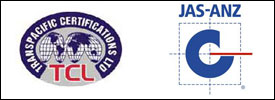 TRANSPACIFIC CERTIFICATIONS LTD
TCL
JAS-ANZ
®